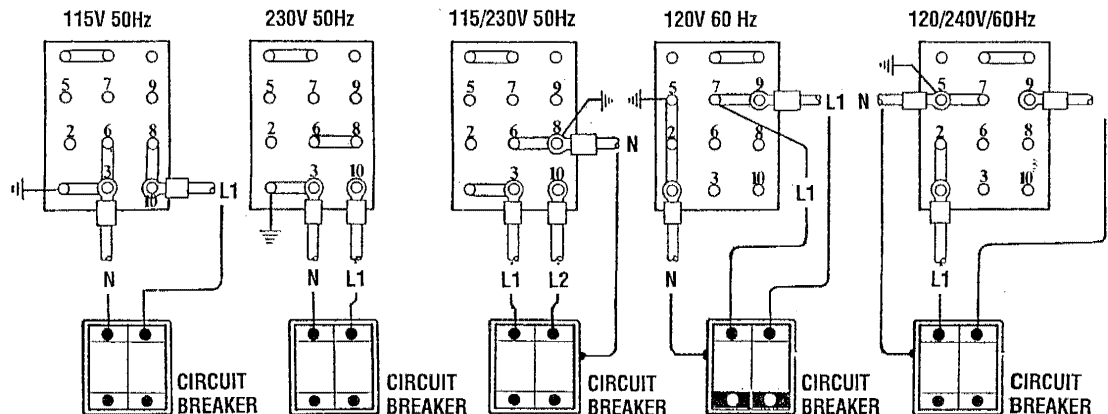 115V 50Hz
5 7 9
2 6 8
3
10
L1
N
CIRCUIT
BREAKER
230V 50Hz
5 7 9
2 6 8
3 10
N L1
CIRCUIT
BREAKER
115/230V 50Hz
5 7 9
2 6 8
N
3 10
L1 L2
CIRCUIT
BREAKER
120V 60 Hz
5 7 9
L1
2 6 8
3 10
L1
N
CIRCUIT
BREAKER
120/240V/60Hz
N
5 7 9
2 6 8
3 10
L1
CIRCUIT
BREAKER